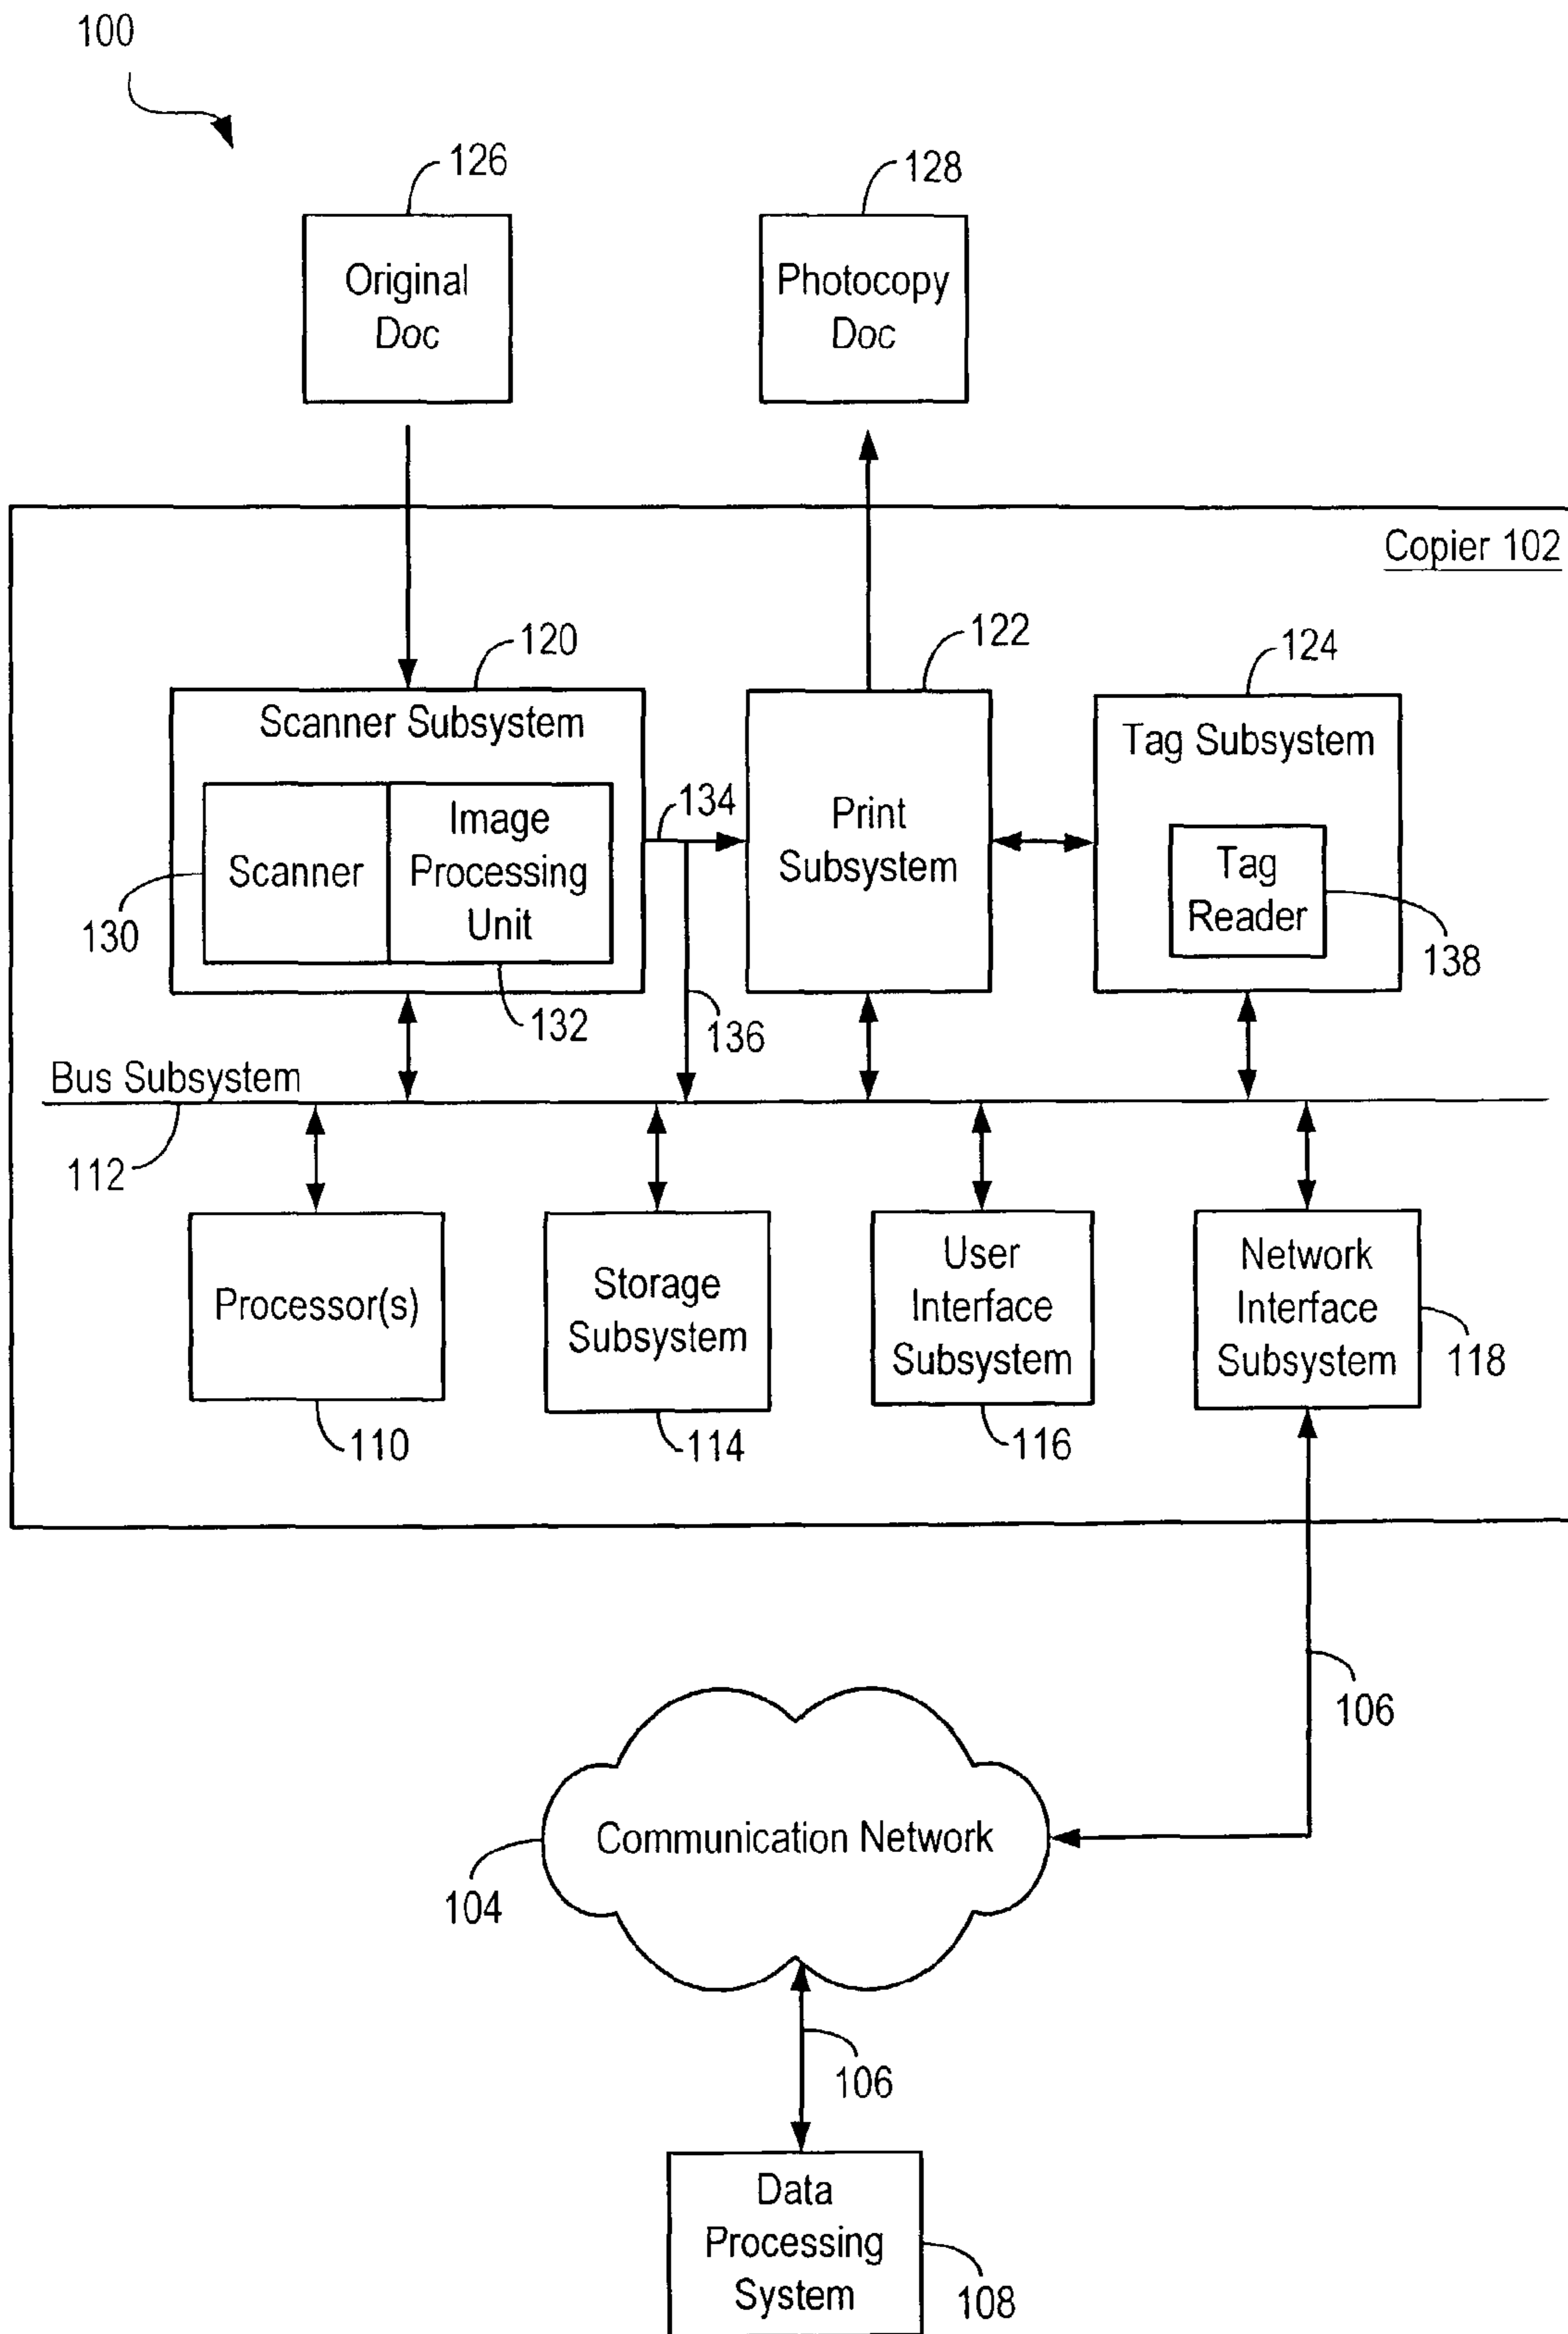 100
126
128
Original
Doc
Photocopy
Doc
Copier 102
120
122
124
Scanner Subsystem
Tag Subsystem
134
Scanner
Image
Processing
Unit
Print
Subsystem
Tag
Reader
130
132
136
138
Bus Subsystem
112
Processor(s)
Storage
Subsystem
User
Interface
Subsystem
Network
Interface
Subsystem
118
110
114
116
106
Communication Network
104
106
Data
Processing
System
108